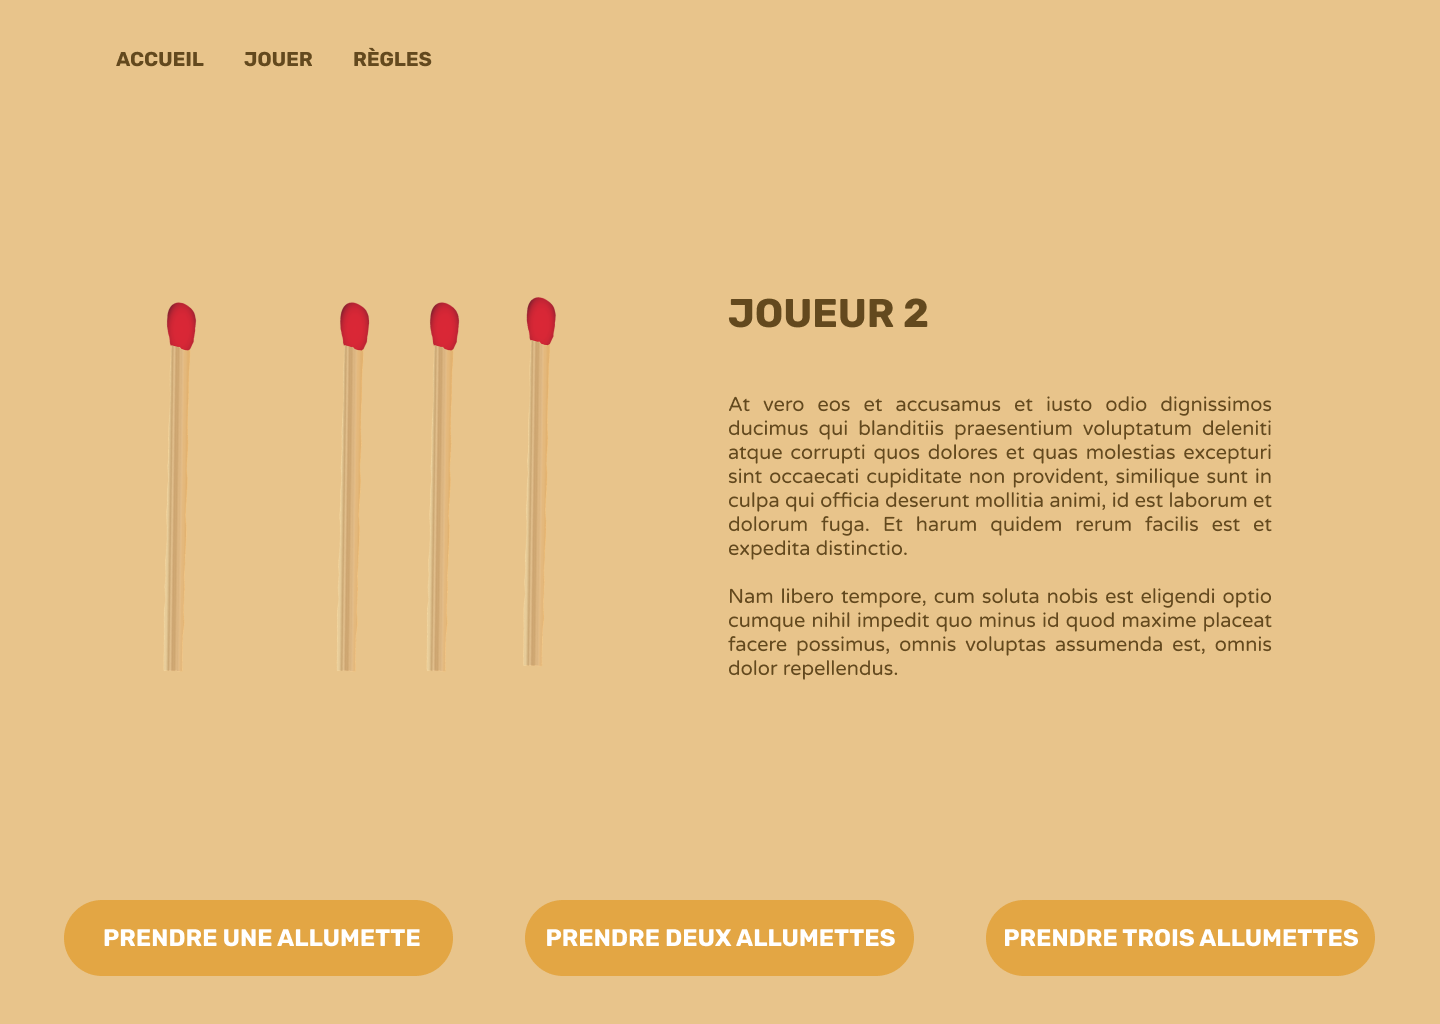 ACCUEIL JOUER RÈGLES
JOUEUR 2
At vero eos et accusamus et iusto odio dignissimos
ducimus qui blanditiis praesentium voluptatum deleniti
atque corrupti quos dolores et quas molestias excepturi
sint occaecati cupiditate non provident, similique sunt in
culpa qui officia deserunt mollitia animi, id est laborum et
dolorum fuga. Et harum quidem rerum facilis est et
expedita distinctio.
Nam libero tempore, cum soluta nobis est eligendi optio
cumque nihil impedit quo minus id quod maxime placeat
facere possimus, omnis voluptas assumenda est, omnis
dolor repellendus.
PRENDRE UNE ALLUMETTE
PRENDRE DEUX ALLUMETTES
PRENDRE TROIS ALLUMETTES